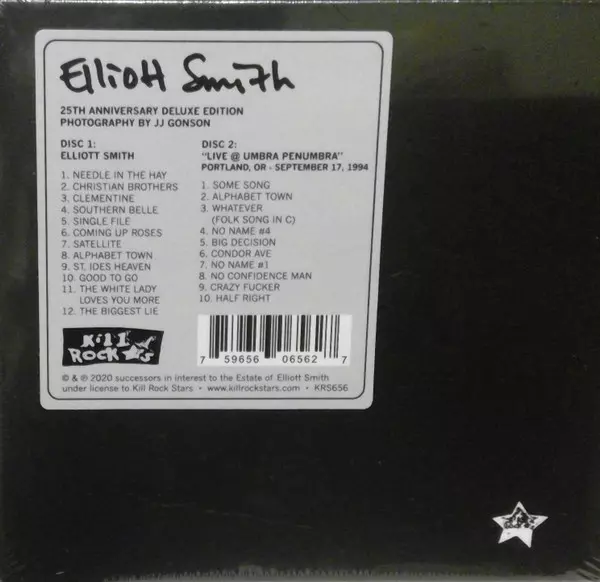 Elliott Smith
25TH ANNIVERSARY DELUXE EDITION
PHOTOGRAPHY BY JJ GONSON
DISC 1:
ELLIOTT SMITH
1. NEEDLE IN THE HAY
2. CHRISTIAN BROTHERS
3. CLEMENTINE
4. SOUTHERN BELLE
5. SINGLE FILE
6. COMING UP ROSES
7. SATELLITE
8. ALPHABET TOWN
9. ST. IDES HEAVEN
10. GOOD TO GO
11. THE WHITE LADY
LOVES YOU MORE
12. THE BIGGEST LIE
DISC 2:
"LIVE @ UMBRA PENUMBRA"
PORTLAND, OR - SEPTEMBER 17, 1994
1. SOME SONG
2. ALPHABET TOWN
3. WHATEVER
(FOLK SONG IN C)
4. NO NAME #4
5. BIG DECISION
6. CONDOR AVE
7. NO NAME #1
8. NO CONFIDENCE MAN
9. CRAZY FUCKER
10. HALF RIGHT
Kill
ROCK
7 59656 06562 7
© & ℗ 2020 successors in interest to the Estate of Elliott Smith
under license to Kill Rock Stars • www.killrockstars.com • KRS656